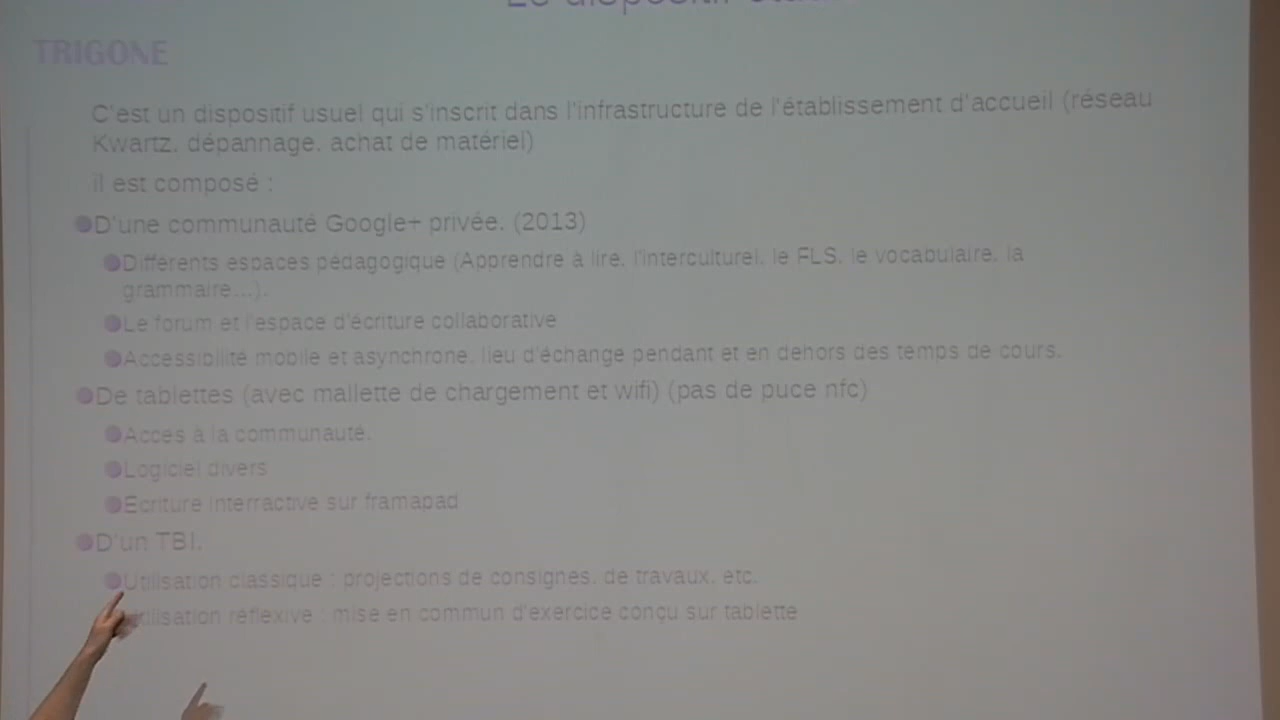 Le dispositif
TRIGONE
C'est un dispositif usuel qui s'inscrit dans l'infrastructure de l'établissement d'accueil (réseau
Kwartz, dépannage, achat de matériel)
il est composé :
D'une communauté Google+ privée. (2013)
Différents espaces pédagogique (Apprendre à lire, l'interculturel, le FLS, le vocabulaire, la
grammaire...).
Le forum et l'espace d'écriture collaborative
Accessibilité mobile et asynchrone, lieu d'échange pendant et en dehors des temps de cours.
De tablettes (avec mallette de chargement et wifi) (pas de puce nfc)
Accès à la communauté.
Logiciel divers
Ecriture interractive sur framapad
D'un TBI.
Utilisation classique : projections de consignes, de travaux, etc.
Utilisation réflexive : mise en commun d'exercice conçu sur tablette